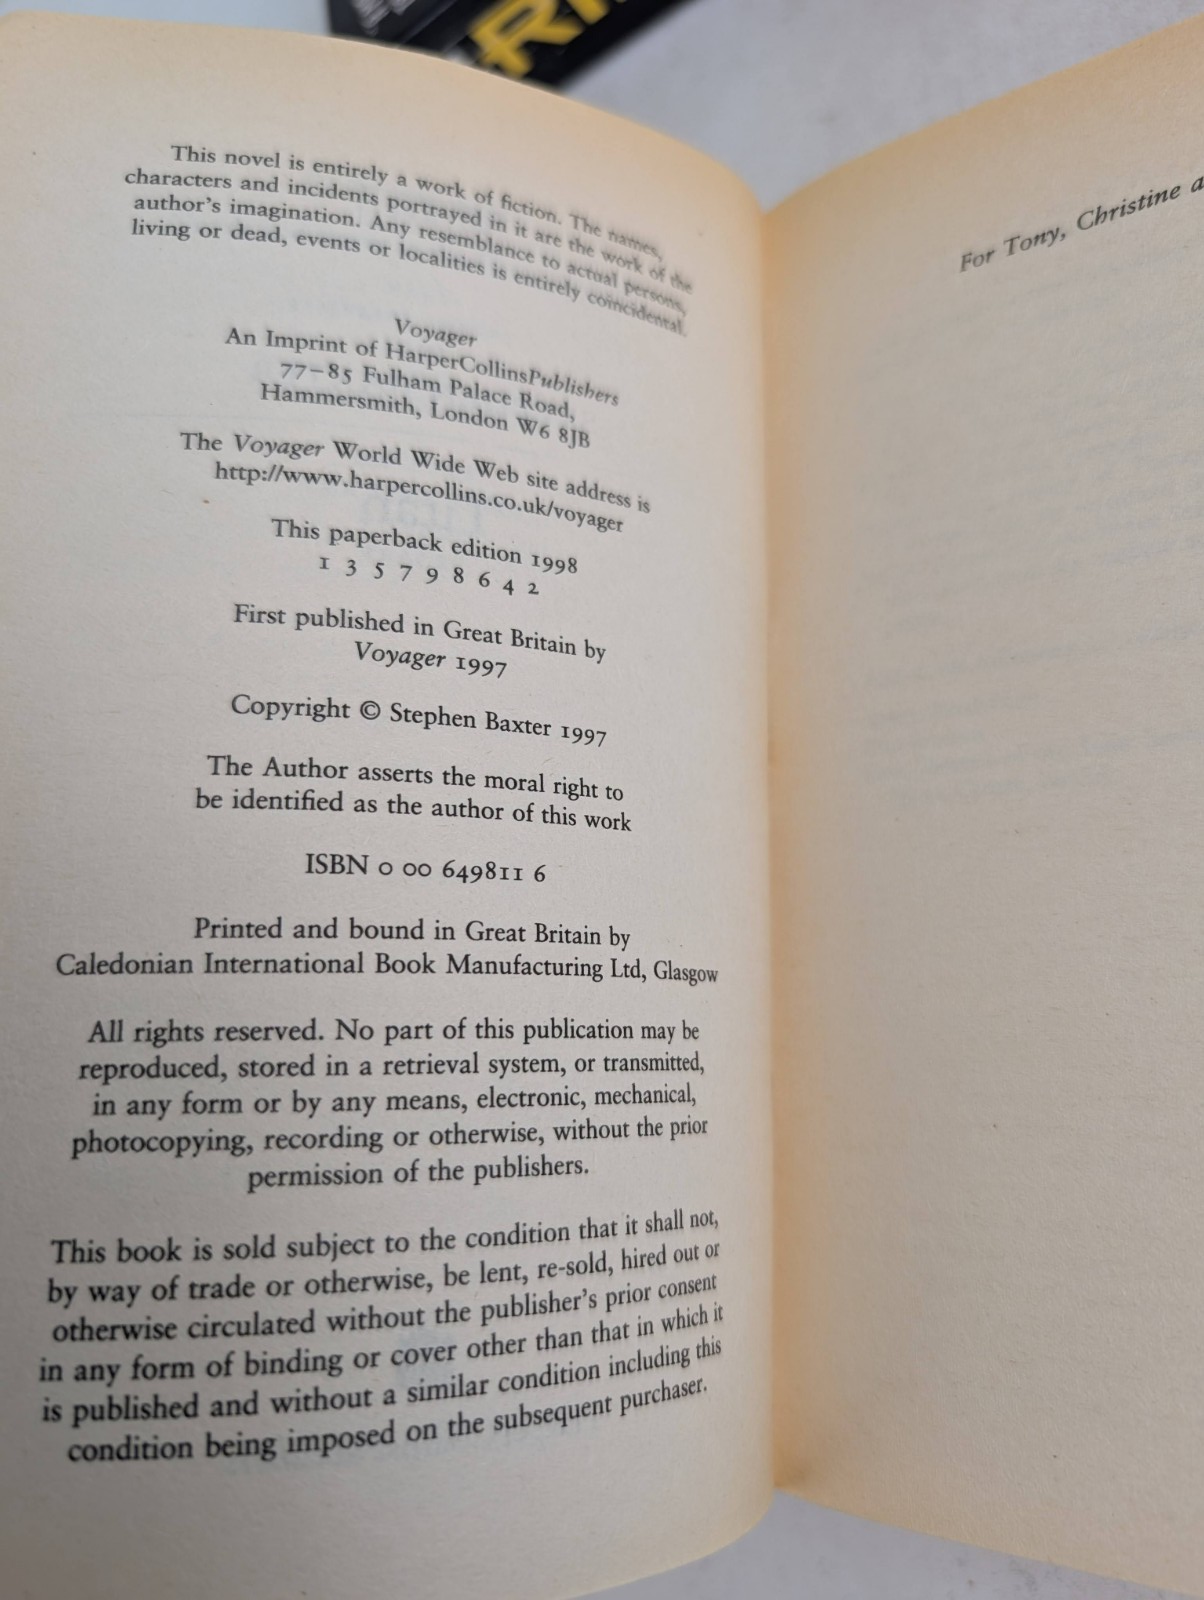 This novel is entirely a work of fiction. The names,
characters and incidents portrayed in it are the work of the
author's imagination. Any resemblance to actual persons,
living or dead, events or localities is entirely coincidental.
Voyager
An Imprint of HarperCollinsPublishers
77–85 Fulham Palace Road,
Hammersmith, London W6 8JB
The Voyager World Wide Web site address is
http://www.harpercollins.co.uk/voyager
This paperback edition 1998
1 3 5 7 9 8 6 4 2
First published in Great Britain by
Voyager 1997
Copyright © Stephen Baxter 1997
The Author asserts the moral right to
be identified as the author of this work
ISBN 0 00 649811 6
Printed and bound in Great Britain by
Caledonian International Book Manufacturing Ltd, Glasgow
All rights reserved. No part of this publication may be
reproduced, stored in a retrieval system, or transmitted,
in any form or by any means, electronic, mechanical,
photocopying, recording or otherwise, without the prior
permission of the publishers.
This book is sold subject to the condition that it shall not,
by way of trade or otherwise, be lent, re-sold, hired out or
otherwise circulated without the publisher's prior consent
in any form of binding or cover other than that in which it
is published and without a similar condition including this
condition being imposed on the subsequent purchaser.
For Tony, Christine a